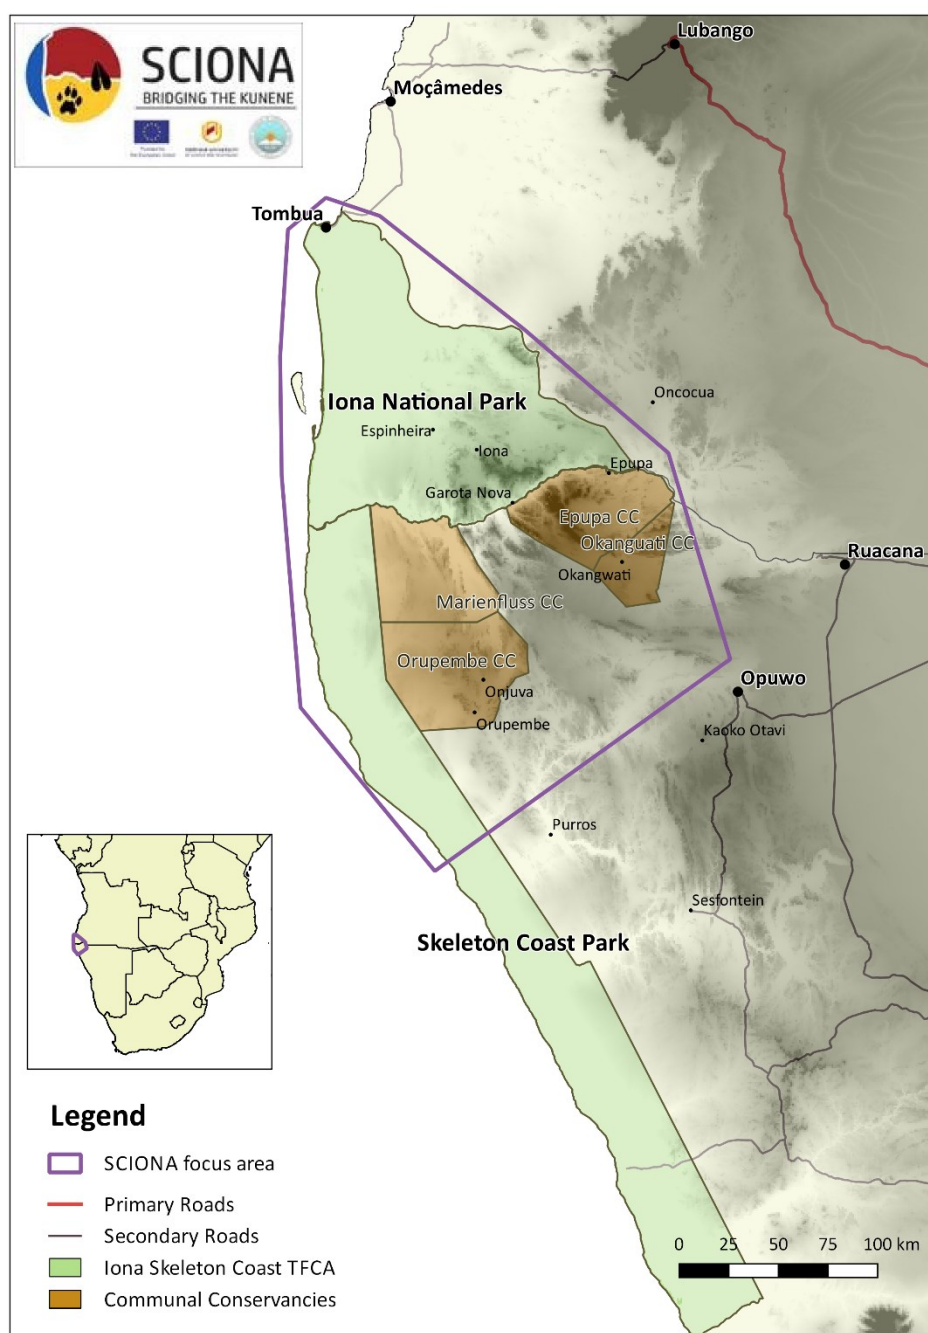 SCIONA
BRIDGING THE KUNENE
Lubango
Moçâmedes
Tombua
Oncocua
Iona National Park
Espinheira
Iona
Epupa
Garota Nova
Epupa CC
Okanguati CC
Ruacana
Okangwati
Marienfluss CC
Orupembe CC
Opuwo
Onjuva
Orupembe
Kaoko Otavi
Purros
Sesfontein
Skeleton Coast Park
Legend
SCIONA focus area
Primary Roads
Secondary Roads
Iona Skeleton Coast TFCA
Communal Conservancies
0 25 50 75 100 km